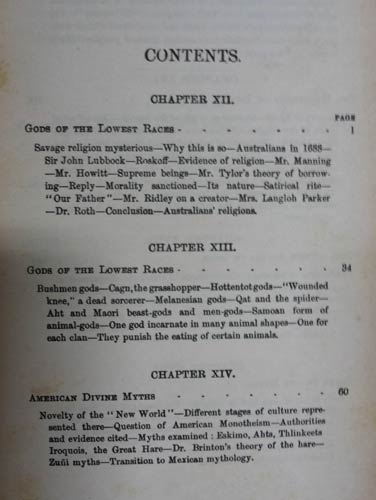 CONTENTS.
CHAPTER XII.
PAGE
GODS OF THE LOWEST RACES - - - - - - - 1
Savage religion mysterious—Why this is so—Australians in 1688—
Sir John Lubbock—Roskoff—Evidence of religion—Mr. Manning
—Mr. Howitt—Supreme beings—Mr. Tylor's theory of borrow-
ing—Reply—Morality sanctioned—Its nature—Satirical rite—
"Our Father"—Mr. Ridley on a creator—Mrs. Langloh Parker
—Dr. Roth—Conclusion—Australians' religions.
CHAPTER XIII.
GODS OF THE LOWEST RACES - - - - - - - 34
Bushmen gods—Cagn, the grasshopper—Hottentot gods—"Wounded
knee," a dead sorcerer—Melanesian gods—Qat and the spider—
Aht and Maori beast-gods and men-gods—Samoan form of
animal-gods—One god incarnate in many animal shapes—One for
each clan—They punish the eating of certain animals.
CHAPTER XIV.
AMERICAN DIVINE MYTHS - - - - - - - 60
Novelty of the "New World"—Different stages of culture repre-
sented there—Question of American Monotheism—Authorities
and evidence cited—Myths examined: Eskimo, Ahts, Thlinkeets
Iroquois, the Great Hare—Dr. Brinton's theory of the hare—
Zuñi myths—Transition to Mexican mythology.